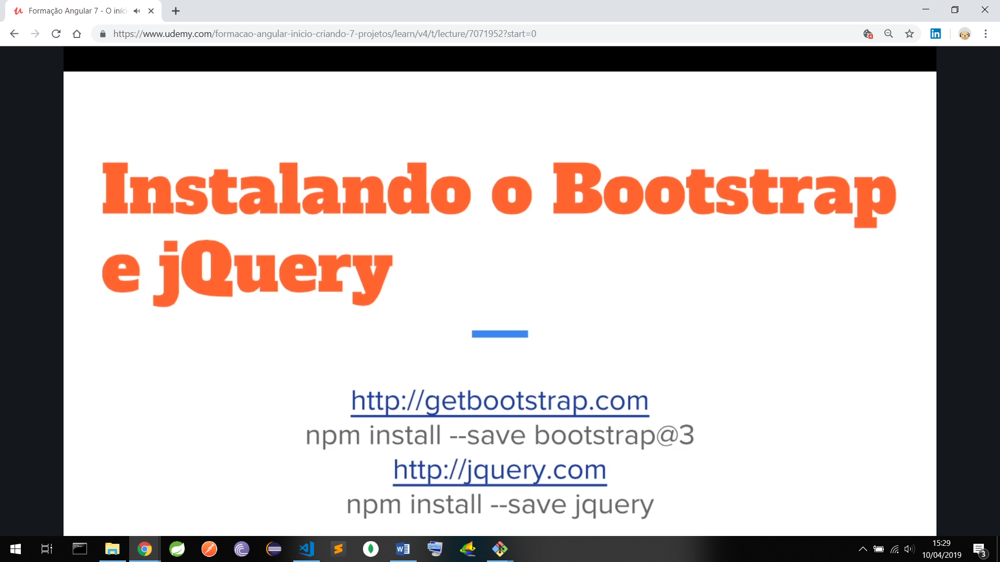 Formação Angular 7 - O iníci
https://www.udemy.com/formacao-angular-inicio-criando-7-projetos/learn/v4/t/lecture/7071952?start=0
Instalando o Bootstrap
e jQuery
http://getbootstrap.com
npm install --save bootstrap@3
http://jquery.com
npm install --save jquery
15:29
10/04/2019
3